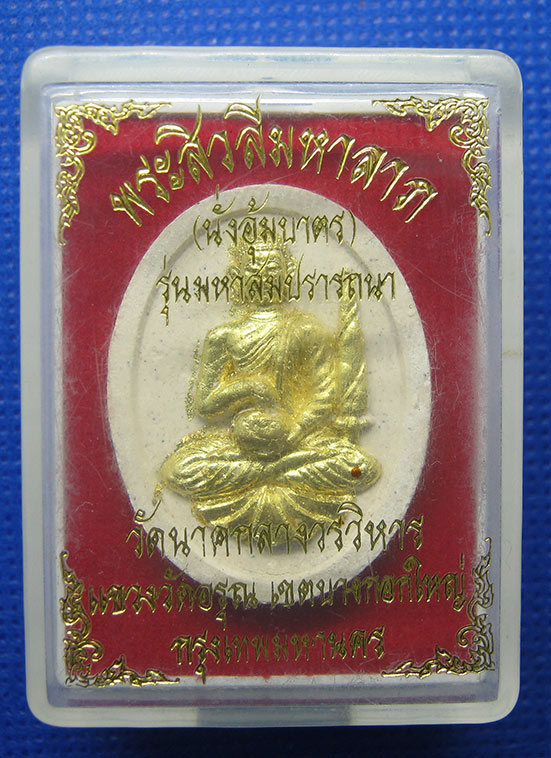 พระสิวลีมหาลาภ
(นั่งอุ้มบาตร)
รุ่นมหาสมปรารถนา
วัดนาคกลางวรวิหาร
แขวงวัดอรุณ เขตบางกอกใหญ่
กรุงเทพมหานคร